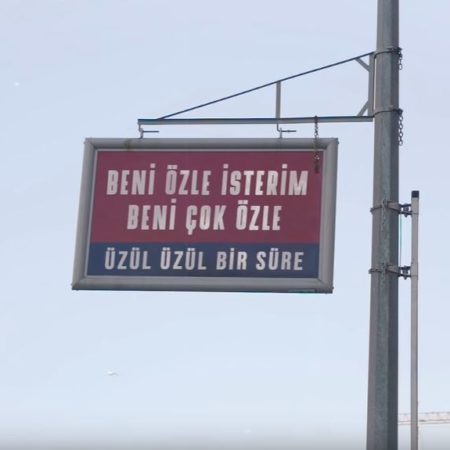 BENİ ÖZLE İSTERİM
BENİ ÇOK ÖZLE
ÜZÜL ÜZÜL BİR SÜRE